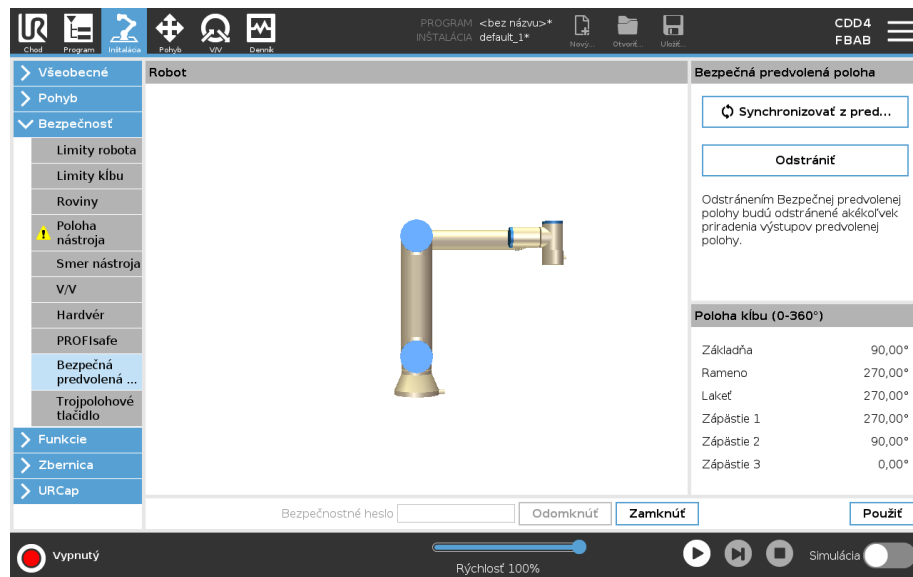 PROGRAM <bez názvu>*
INŠTALÁCIA default_1*
CDD4
FBAB
Chod Program Inštalácia Pohyb V/V Denník Nový... Otvoriť... Uložiť...
Všeobecné
Pohyb
Bezpečnosť
Limity robota
Limity kĺbu
Roviny
Poloha
nástroja
Smer nástroja
V/V
Hardvér
PROFIsafe
Bezpečná
predvolená ...
Trojpolohové
tlačidlo
Funkcie
Zbernica
URCap
Robot
Bezpečná predvolená poloha
Synchronizovať z pred...
Odstrániť
Odstránením Bezpečnej predvolenej
polohy budú odstránené akékoľvek
priradenia výstupov predvolenej
polohy.
Poloha kĺbu (0-360°)
Základňa 90,00°
Rameno 270,00°
Lakeť 270,00°
Zápästie 1 270,00°
Zápästie 2 90,00°
Zápästie 3 0,00°
Bezpečnostné heslo Odomknúť Zamknúť Použiť
Vypnutý
Rýchlosť 100%
Simulácia